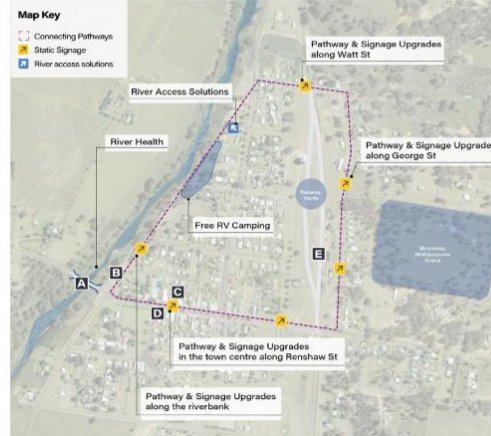 Map Key
Connecting Pathways
Static Signage
River access solutions
Pathway & Signage Upgrades
along Watt St
River Access Solutions
River Health
Pathway & Signage Upgrade
along George St
Railway
Yards
Free RV Camping
Multipurpose
Arena
E
A
B
C
D
Pathway & Signage Upgrades
in the town centre along Renshaw St
Pathway & Signage Upgrades
along the riverbank